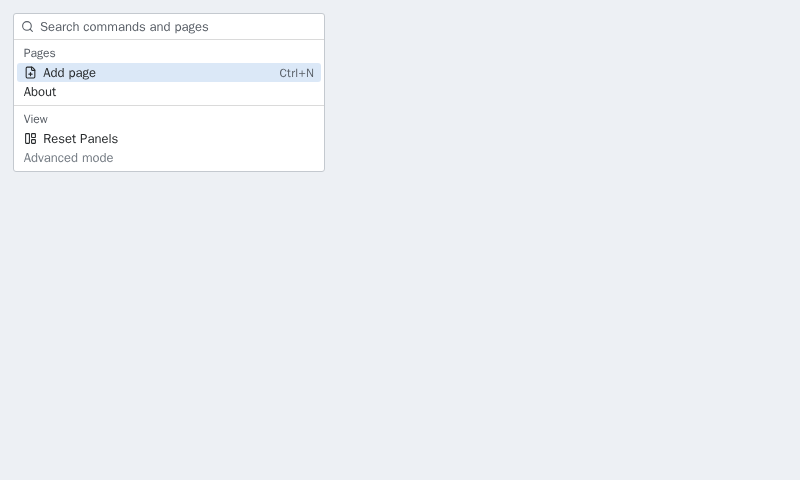 Search commands and pages
Pages
Add page Ctrl+N
About
View
Reset Panels
Advanced mode